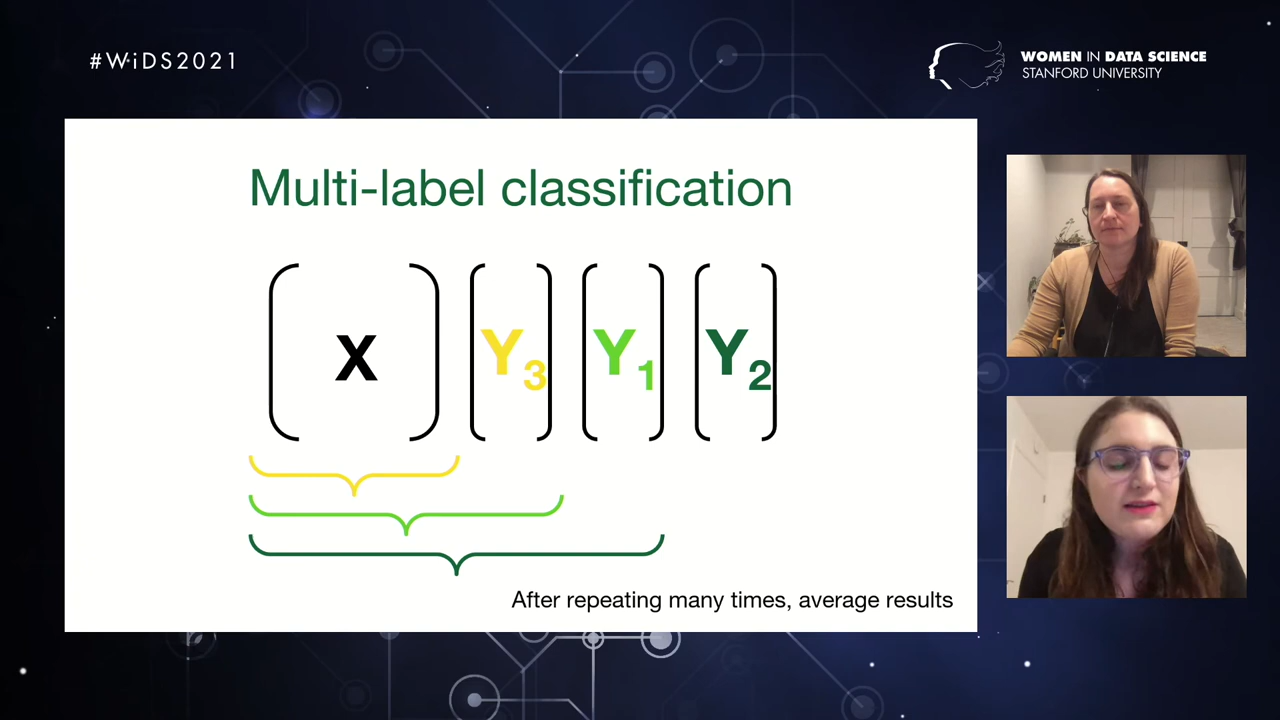 #WiDS2021
WOMEN IN DATA SCIENCE
STANFORD UNIVERSITY
Multi-label classification
X Y3 Y1 Y2
After repeating many times, average results